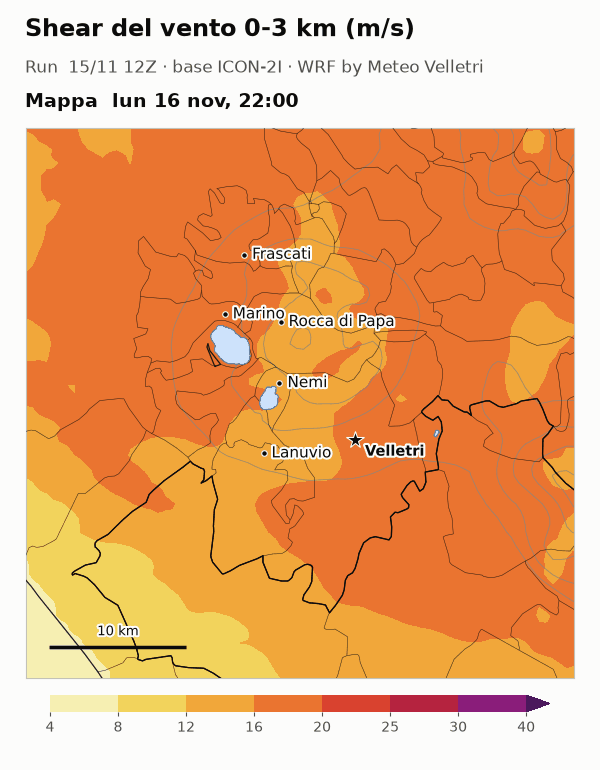 Shear del vento 0-3 km (m/s)
Run  15/11 12Z · base ICON-2I · WRF by Meteo Velletri
Mappa  lun 16 nov, 22:00
Frascati
Marino
Rocca di Papa
Nemi
Velletri
Lanuvio
10 km
4 8 12 16 20 25 30 40